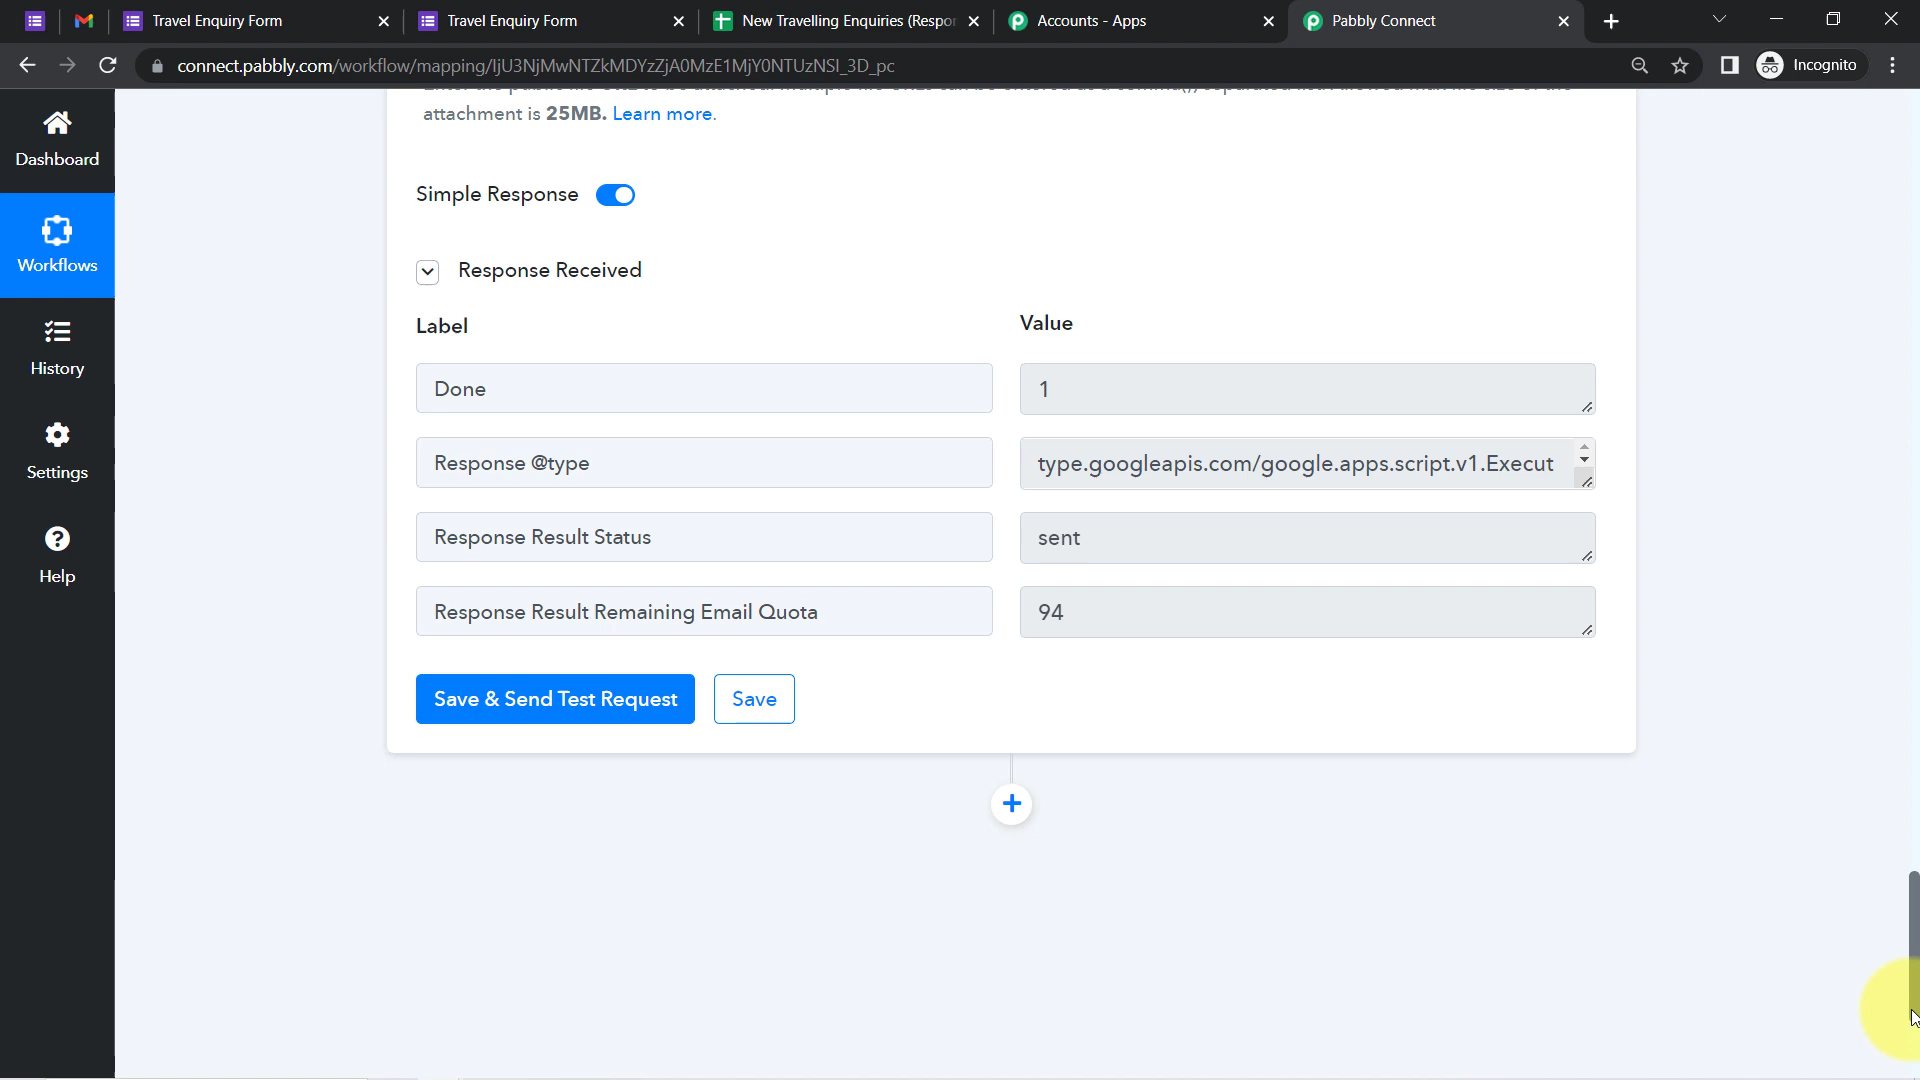 Travel Enquiry Form
Travel Enquiry Form
New Travelling Enquiries (Respon
Accounts - Apps
Pabbly Connect
connect.pabbly.com/workflow/mapping/IjU3NjMwNTZkMDYzZjA0MzE1MjY0NTUzNSI_3D_pc
Incognito
attachment is 25MB. Learn more.
Dashboard
Simple Response
Workflows
Response Received
Label
Value
History
Done
1
Response @type
type.googleapis.com/google.apps.script.v1.Execut
Settings
Response Result Status
sent
Help
Response Result Remaining Email Quota
94
Save & Send Test Request
Save